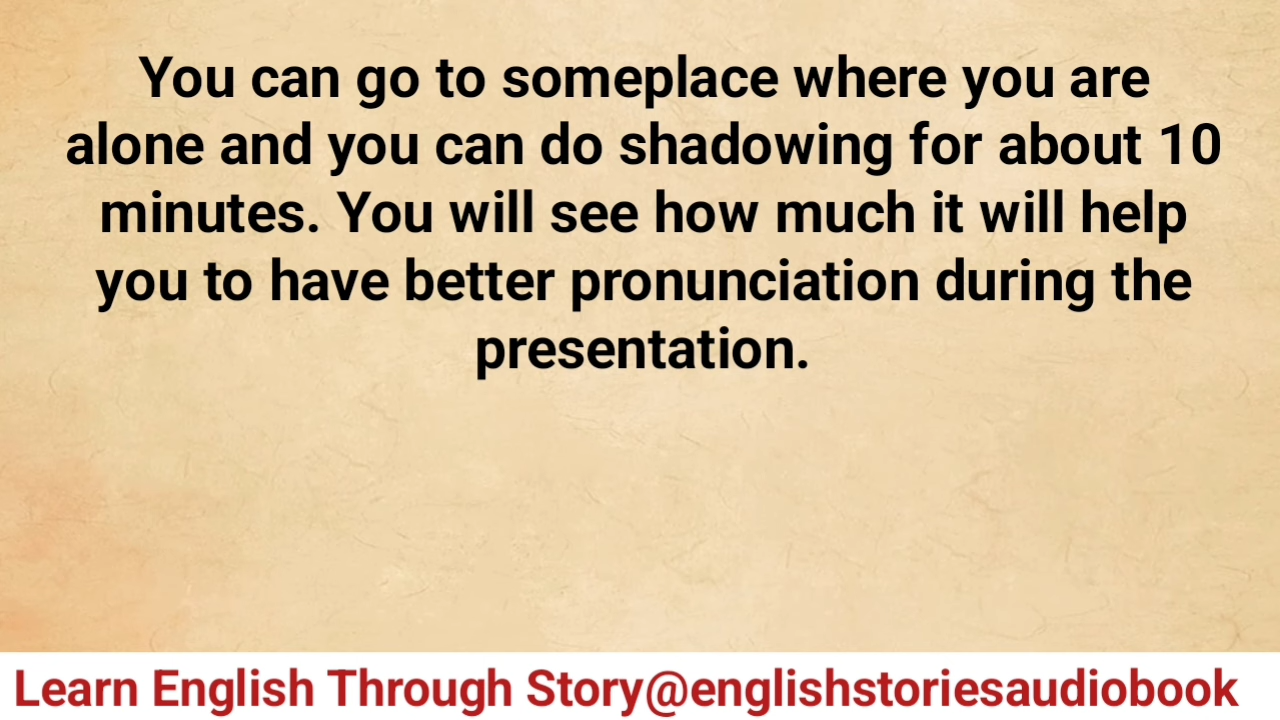 You can go to someplace where you are
alone and you can do shadowing for about 10
minutes. You will see how much it will help
you to have better pronunciation during the
presentation.
Learn English Through Story@englishstoriesaudiobook